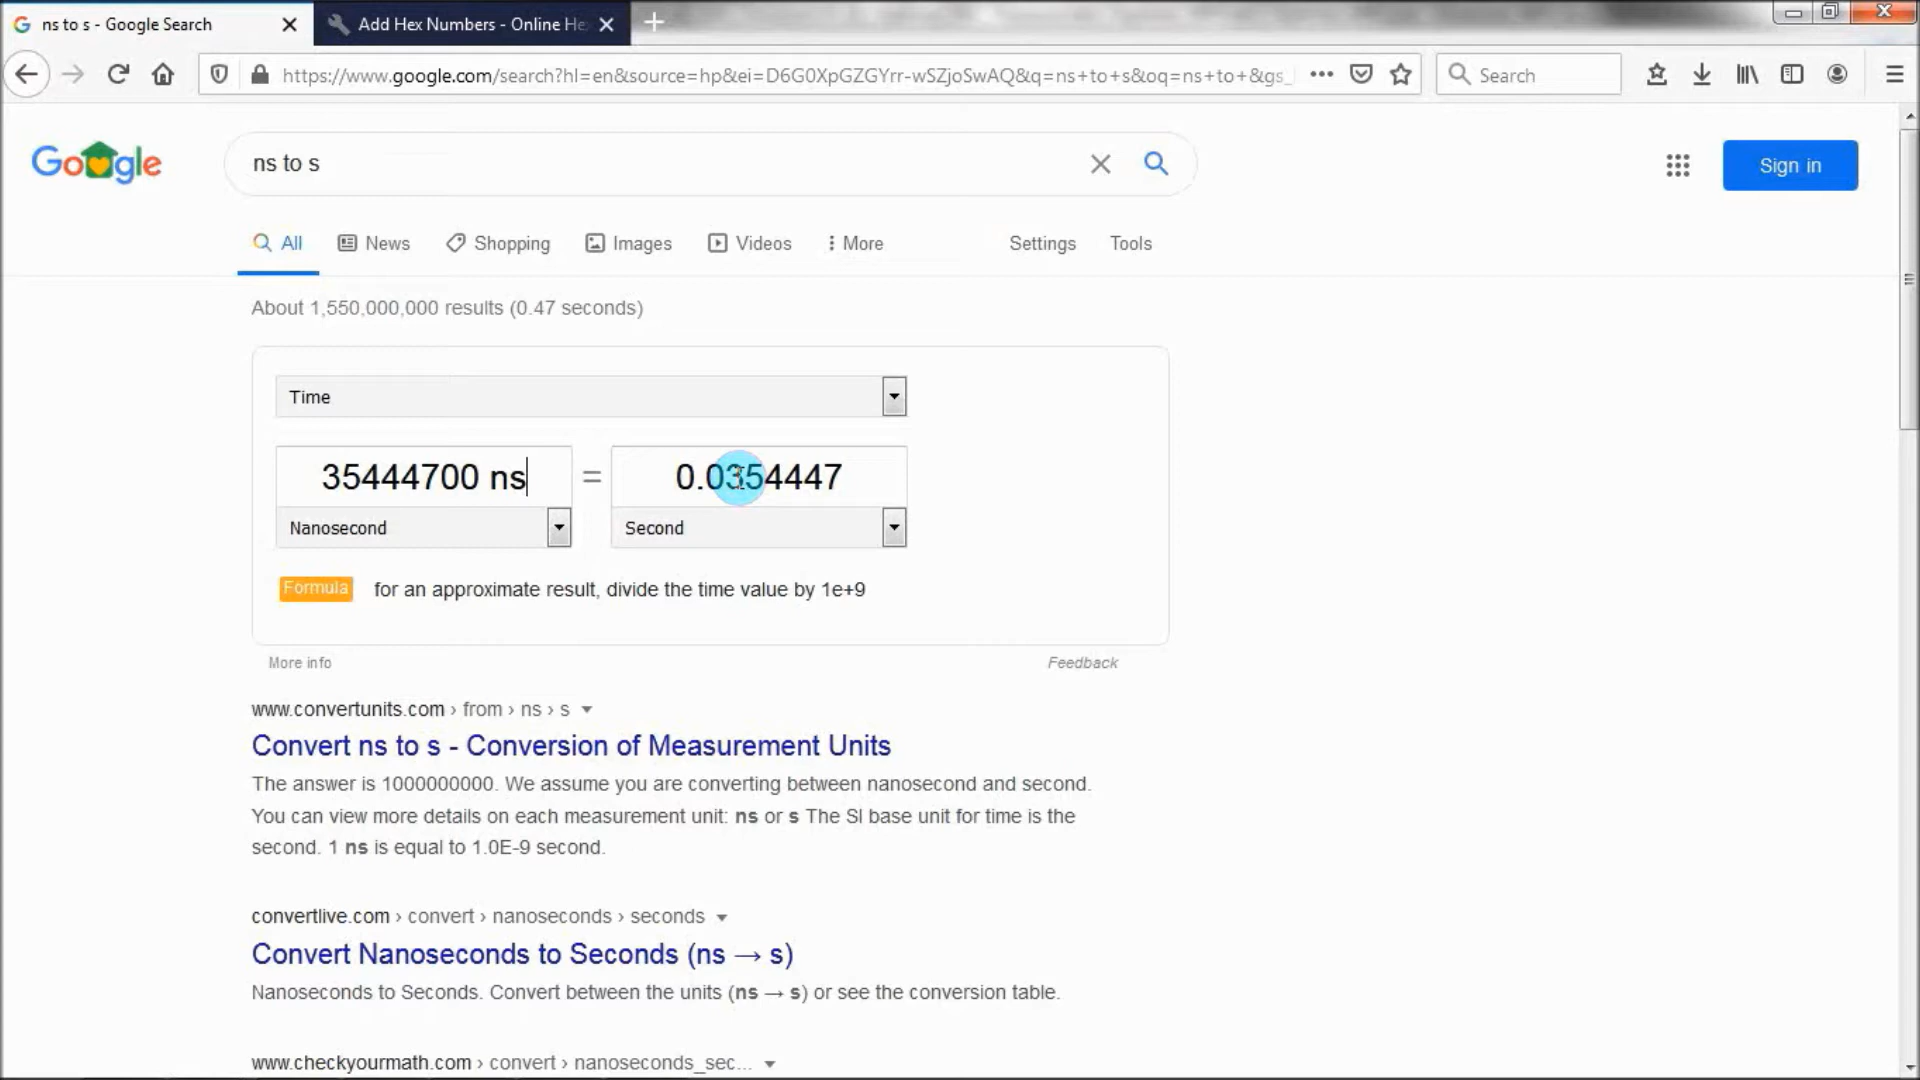 ns to s - Google Search
Add Hex Numbers - Online He
https://www.google.com/search?hl=en&source=hp&ei=D6G0XpGZGYrr-wSZjoSwAQ&q=ns+to+s&oq=ns+to+&gs_
Search
Google
ns to s
Sign in
All
News
Shopping
Images
Videos
More
Settings
Tools
About 1,550,000,000 results (0.47 seconds)
Time
35444700 ns = 0.0354447
Nanosecond
Second
Formula for an approximate result, divide the time value by 1e+9
More info
Feedback
www.convertunits.com › from › ns › s
Convert ns to s - Conversion of Measurement Units
The answer is 1000000000. We assume you are converting between nanosecond and second.
You can view more details on each measurement unit: ns or s The SI base unit for time is the
second. 1 ns is equal to 1.0E-9 second.
convertlive.com › convert › nanoseconds › seconds
Convert Nanoseconds to Seconds (ns → s)
Nanoseconds to Seconds. Convert between the units (ns → s) or see the conversion table.
www.checkyourmath.com › convert › nanoseconds_sec...